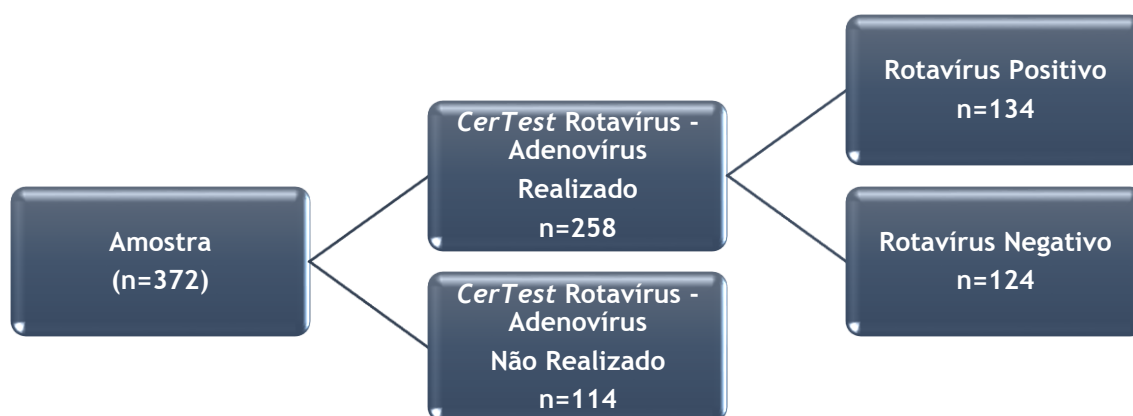 Amostra
(n=372)
CerTest Rotavírus -
Adenovírus
Realizado
n=258
CerTest Rotavírus -
Adenovírus
Não Realizado
n=114
Rotavírus Positivo
n=134
Rotavírus Negativo
n=124